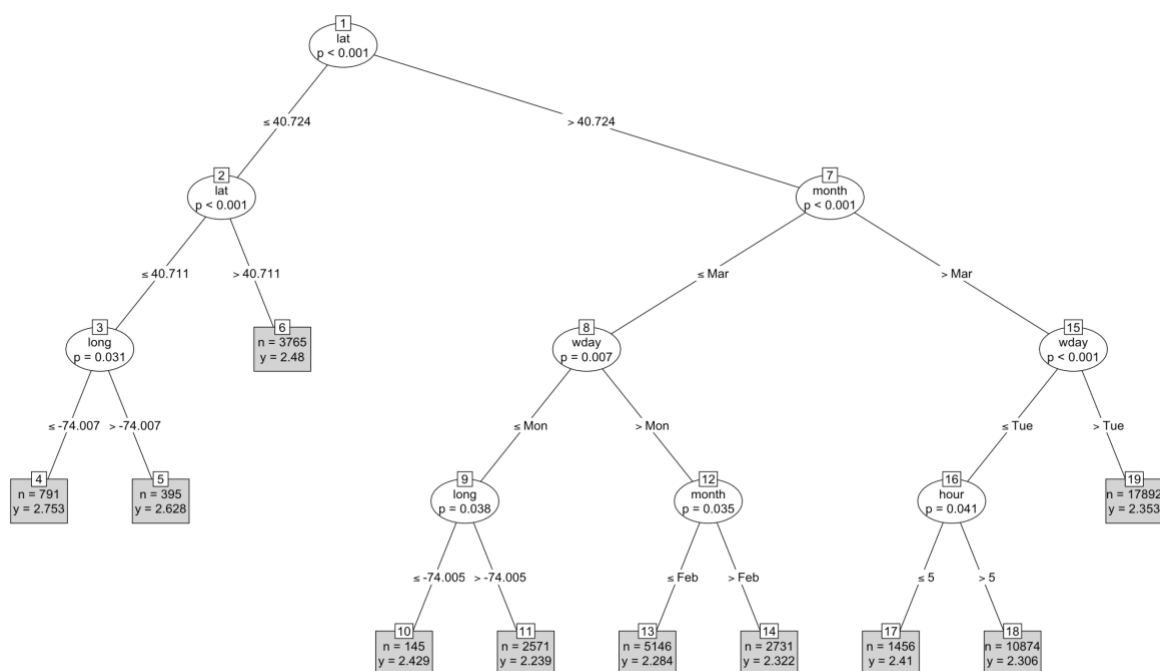 1
lat
p < 0.001
≤ 40.724
> 40.724
2
lat
p < 0.001
7
month
p < 0.001
≤ 40.711
> 40.711
≤ Mar
> Mar
3
long
p = 0.031
6
n = 3765
y = 2.48
8
wday
p = 0.007
15
wday
p < 0.001
≤ -74.007
> -74.007
≤ Mon
> Mon
≤ Tue
> Tue
4
n = 791
y = 2.753
5
n = 395
y = 2.628
9
long
p = 0.038
12
month
p = 0.035
16
hour
p = 0.041
19
n = 17892
y = 2.353
≤ -74.005
> -74.005
≤ Feb
> Feb
≤ 5
> 5
10
n = 145
y = 2.429
11
n = 2571
y = 2.239
13
n = 5146
y = 2.284
14
n = 2731
y = 2.322
17
n = 1456
y = 2.41
18
n = 10874
y = 2.306